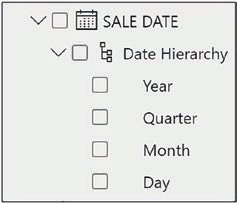 SALE DATE
Date Hierarchy
Year
Quarter
Month
Day